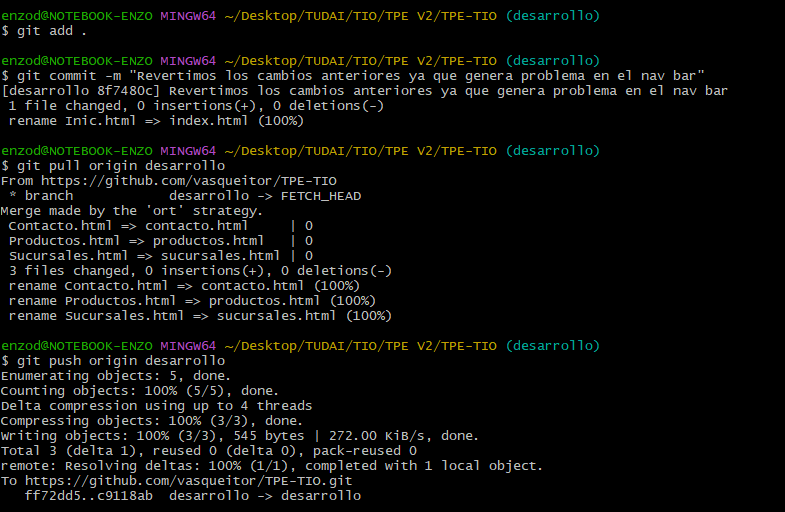 enzod@NOTEBOOK-ENZO MINGW64 ~/Desktop/TUDAI/TIO/TPE V2/TPE-TIO (desarrollo)
$ git add .
enzod@NOTEBOOK-ENZO MINGW64 ~/Desktop/TUDAI/TIO/TPE V2/TPE-TIO (desarrollo)
$ git commit -m "Revertimos los cambios anteriores ya que genera problema en el nav bar"
[desarrollo 8f7480c] Revertimos los cambios anteriores ya que genera problema en el nav bar
 1 file changed, 0 insertions(+), 0 deletions(-)
 rename Inic.html => index.html (100%)
enzod@NOTEBOOK-ENZO MINGW64 ~/Desktop/TUDAI/TIO/TPE V2/TPE-TIO (desarrollo)
$ git pull origin desarrollo
From https://github.com/vasqueitor/TPE-TIO
 * branch            desarrollo -> FETCH_HEAD
Merge made by the 'ort' strategy.
 Contacto.html => contacto.html     | 0
 Productos.html => productos.html   | 0
 Sucursales.html => sucursales.html | 0
 3 files changed, 0 insertions(+), 0 deletions(-)
 rename Contacto.html => contacto.html (100%)
 rename Productos.html => productos.html (100%)
 rename Sucursales.html => sucursales.html (100%)
enzod@NOTEBOOK-ENZO MINGW64 ~/Desktop/TUDAI/TIO/TPE V2/TPE-TIO (desarrollo)
$ git push origin desarrollo
Enumerating objects: 5, done.
Counting objects: 100% (5/5), done.
Delta compression using up to 4 threads
Compressing objects: 100% (3/3), done.
Writing objects: 100% (3/3), 545 bytes | 272.00 KiB/s, done.
Total 3 (delta 1), reused 0 (delta 0), pack-reused 0
remote: Resolving deltas: 100% (1/1), completed with 1 local object.
To https://github.com/vasqueitor/TPE-TIO.git
   ff72dd5..c9118ab  desarrollo -> desarrollo